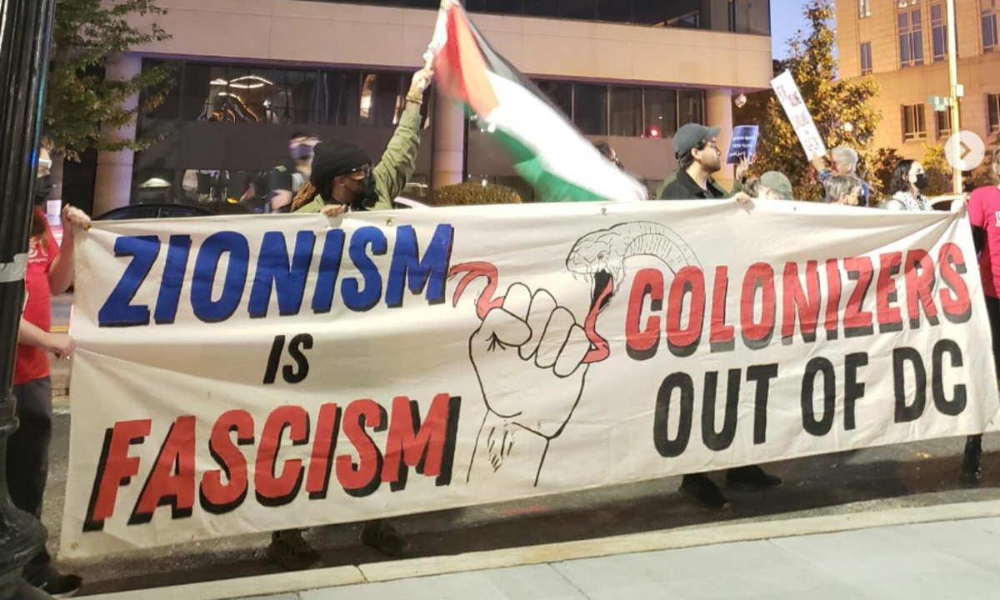 ZIONISM
IS
FASCISM
COLONIZERS
OUT OF DC